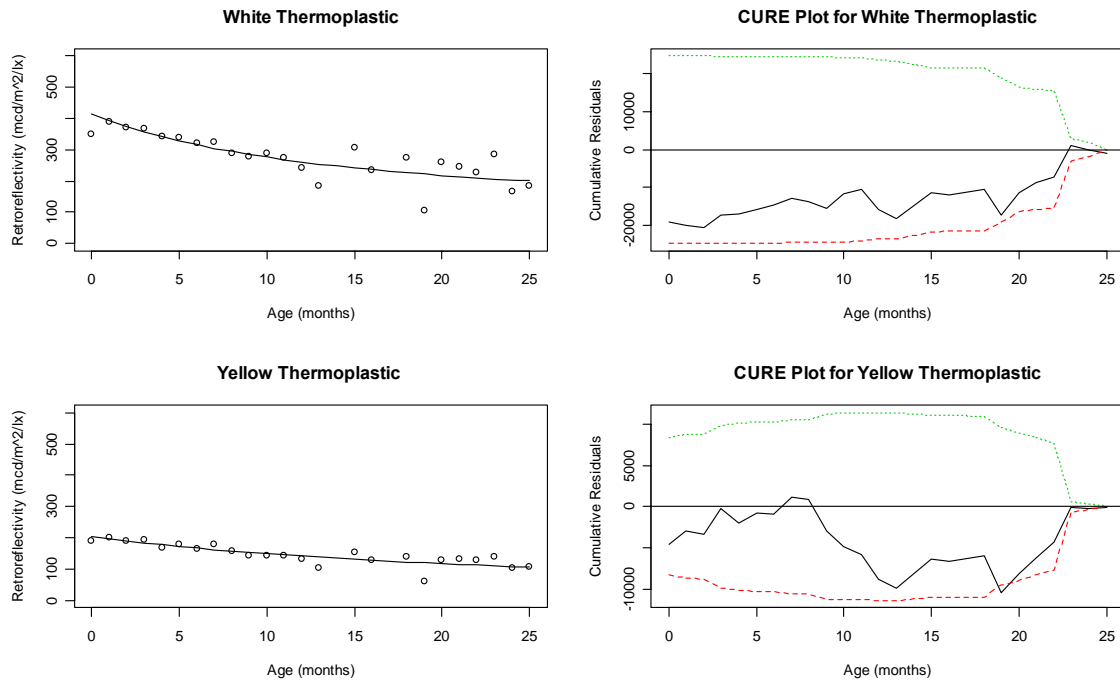 White Thermoplastic
Retroreflectivity (mcd/m^2/lx)
500
300
100
0
0 5 10 15 20 25
Age (months)
CURE Plot for White Thermoplastic
Cumulative Residuals
10000
0
-20000
0 5 10 15 20 25
Age (months)
Yellow Thermoplastic
Retroreflectivity (mcd/m^2/lx)
500
300
100
0
0 5 10 15 20 25
Age (months)
CURE Plot for Yellow Thermoplastic
Cumulative Residuals
5000
0
-10000
0 5 10 15 20 25
Age (months)